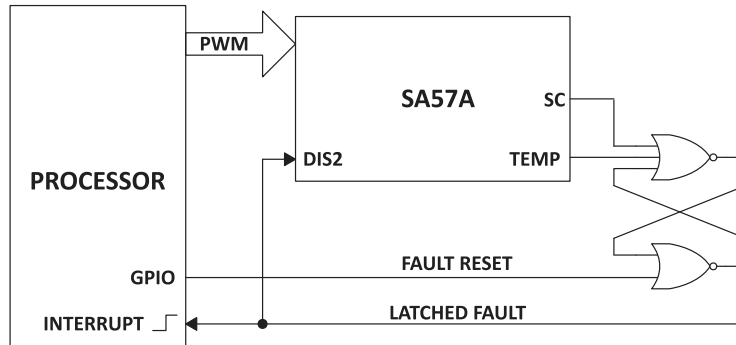 PWM
SA57A
SC
DIS2
TEMP
PROCESSOR
GPIO
FAULT RESET
INTERRUPT
LATCHED FAULT